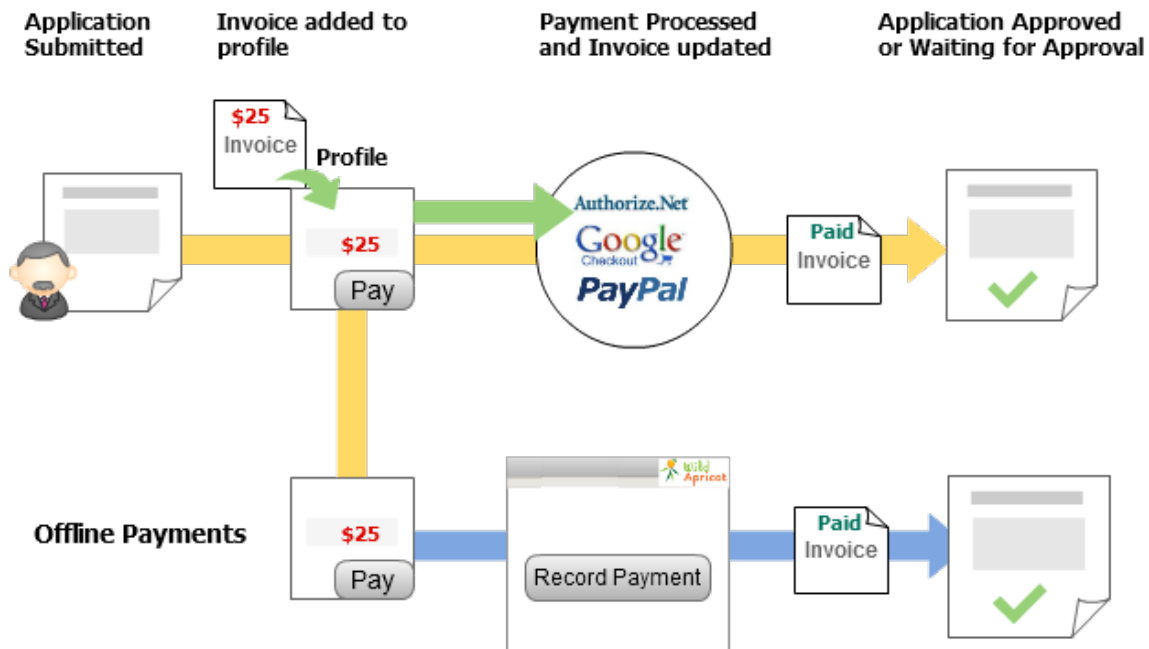 Application
Submitted
Invoice added to
profile
Payment Processed
and Invoice updated
Application Approved
or Waiting for Approval
$25
Invoice
Profile
$25
Pay
Authorize.Net
Google
Checkout
PayPal
Paid
Invoice
Offline Payments
$25
Pay
Wild
Apricot
Record Payment
Paid
Invoice